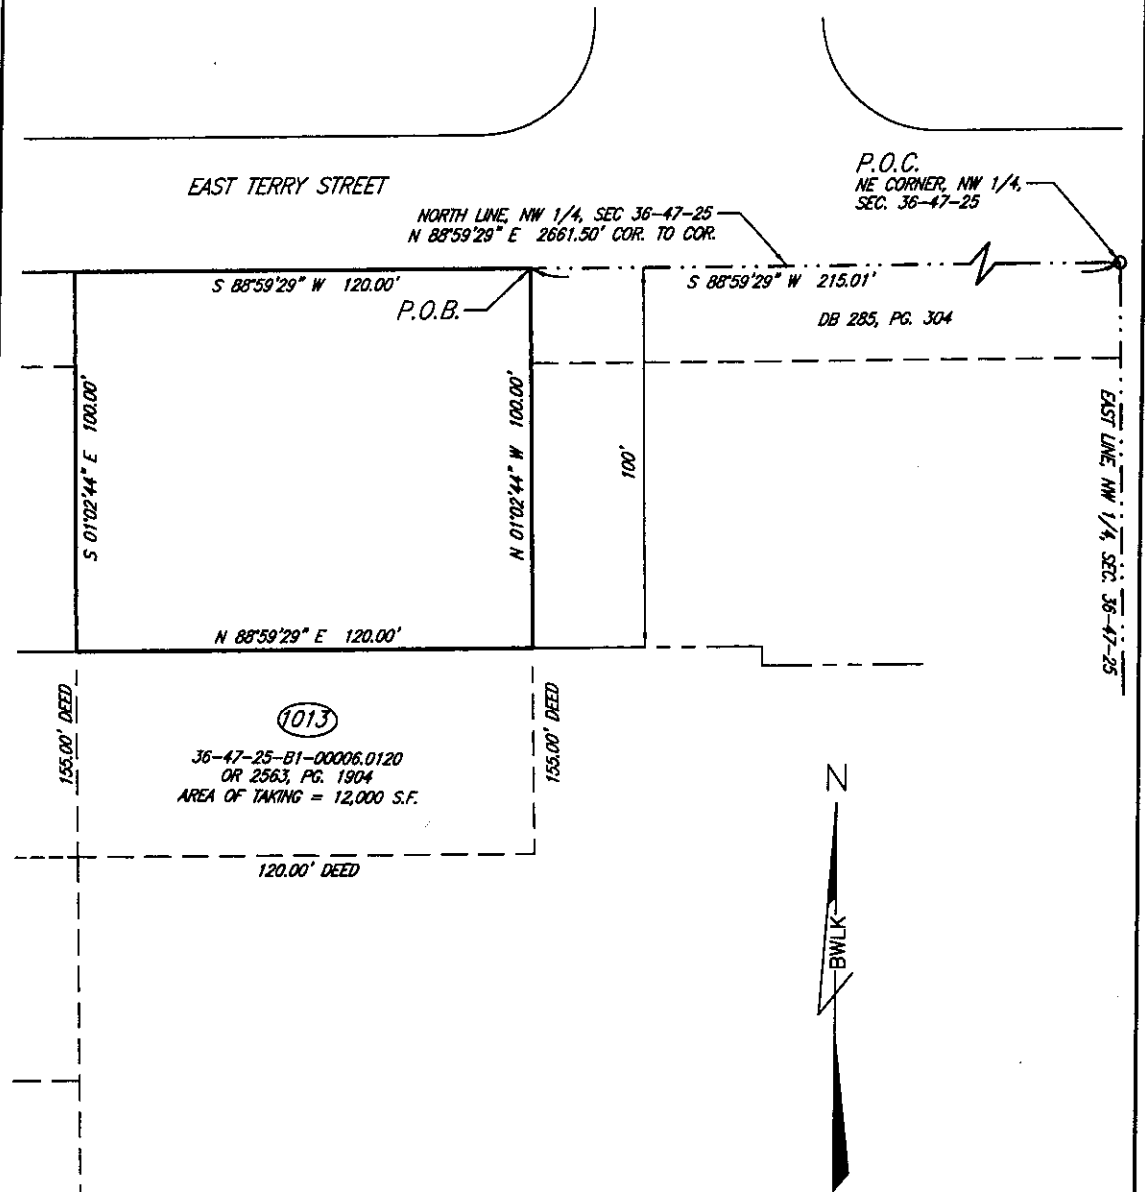 P.O.C.
NE CORNER, NW 1/4,
SEC. 36-47-25
EAST TERRY STREET
NORTH LINE, NW 1/4, SEC 36-47-25
N 88°59'29" E 2661.50' COR. TO COR.
S 88°59'29" W 120.00'
P.O.B.
S 88°59'29" W 215.01'
DB 285, PG. 304
S 01°02'44" E 100.00'
N 01°02'44" W 100.00'
100'
EAST LINE, NW 1/4, SEC. 36-47-25
N 88°59'29" E 120.00'
155.00' DEED
155.00' DEED
1013
36-47-25-B1-00006.0120
OR 2563, PG. 1904
AREA OF TAKING = 12,000 S.F.
120.00' DEED
N
BWLK